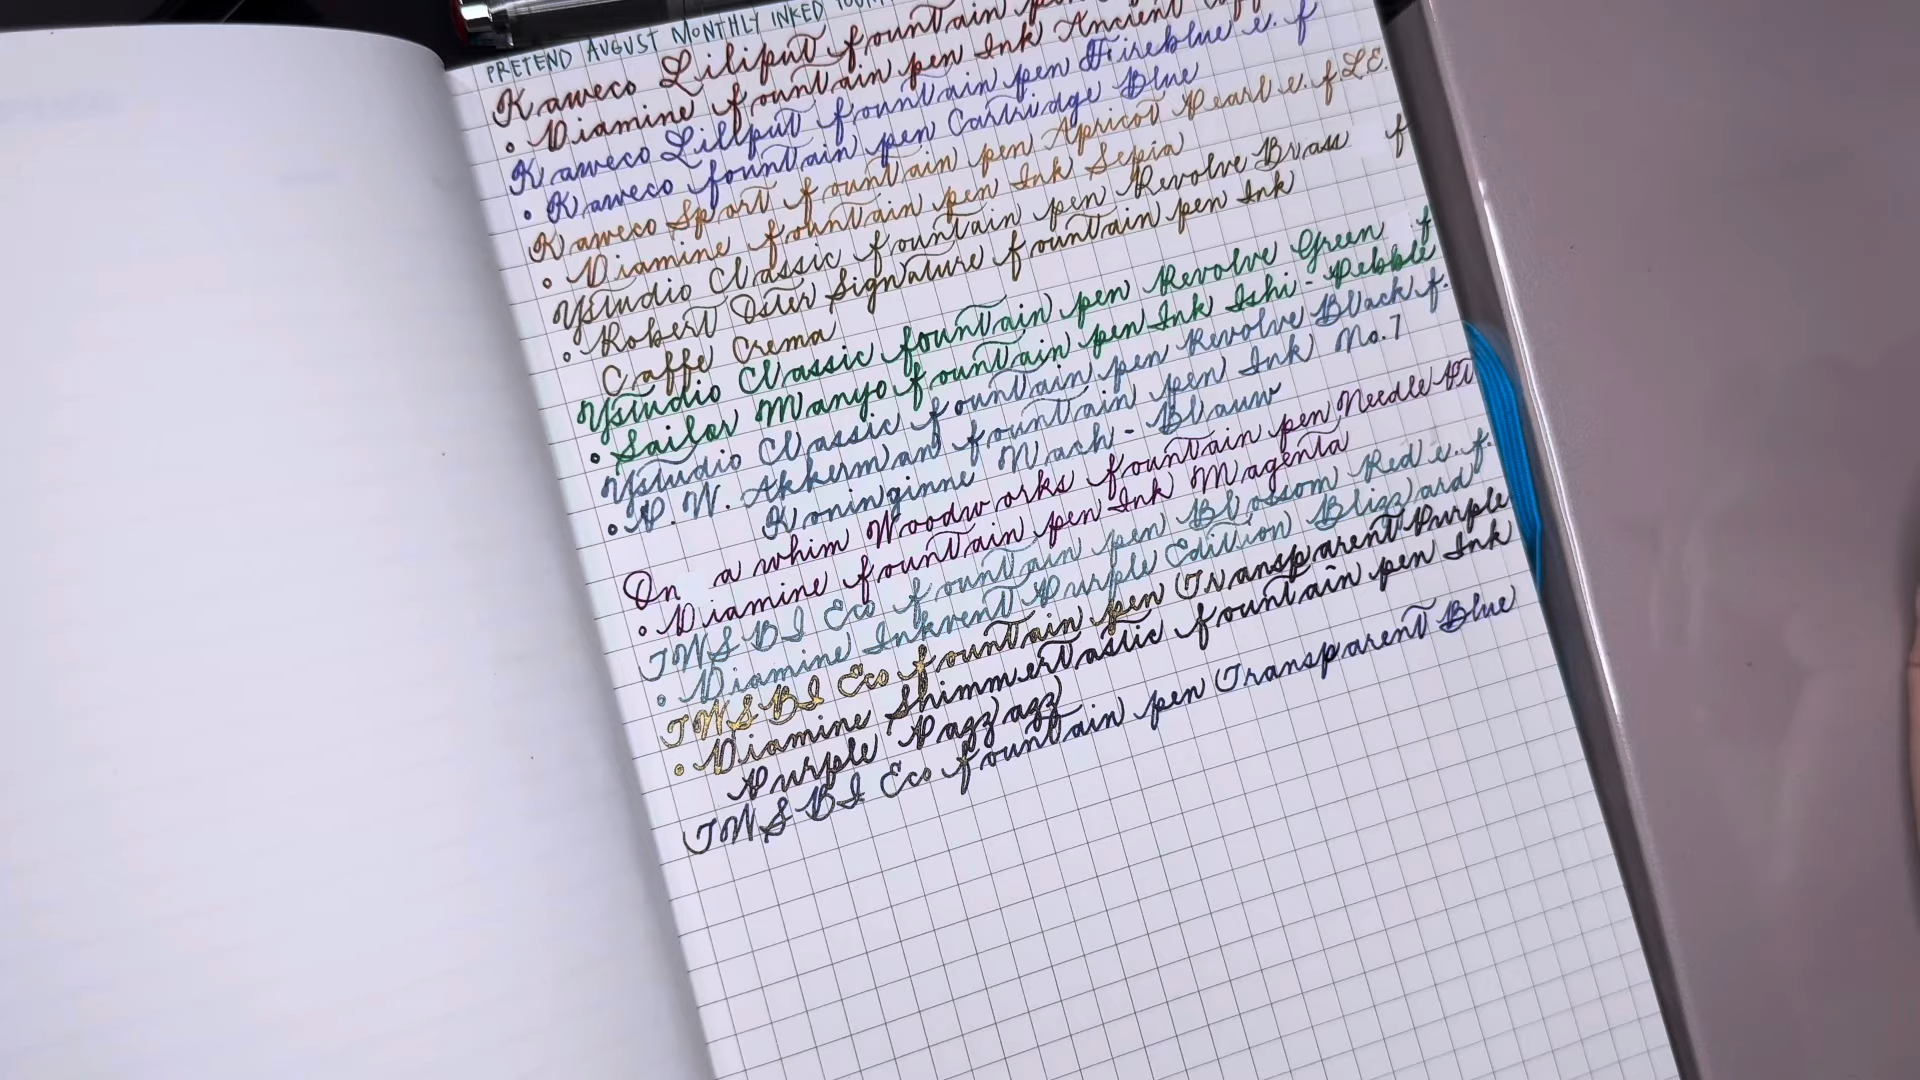 PRETEND AUGUST MONTHLY INKED
Kaweco Liliput fountain pen
• Diamine fountain pen Ink Ancient
Kaweco Lillput fountain pen Fireblue e.f
• Kaweco fountain pen Cartridge Blue
Kaweco Sport fountain pen Apricot Pearl e.f L.E.
• Diamine fountain pen Ink Sepia
Ystudio Classic fountain pen Revolve Brass f
• Robert Oster Signature fountain pen Ink
Caffe Crema
Ystudio Classic fountain pen Revolve Green f
• Sailor Manyo fountain pen Ink Ishi - Pebble
Ystudio Classic fountain pen Revolve Black f.
• P. W. Akkerman fountain pen Ink No.7
Koninginne Nach - Blauw
On a whim Woodworks fountain pen Needle
• Diamine fountain pen Ink Magenta
TWSBI Eco fountain pen Blossom Red e.f.
• Diamine Inkvent Purple Edition Blizzard
TWSBI Eco fountain pen Transparent Purple
• Diamine Shimmertastic fountain pen Ink
Purple Pazzazz
TWSBI Eco fountain pen Transparent Blue